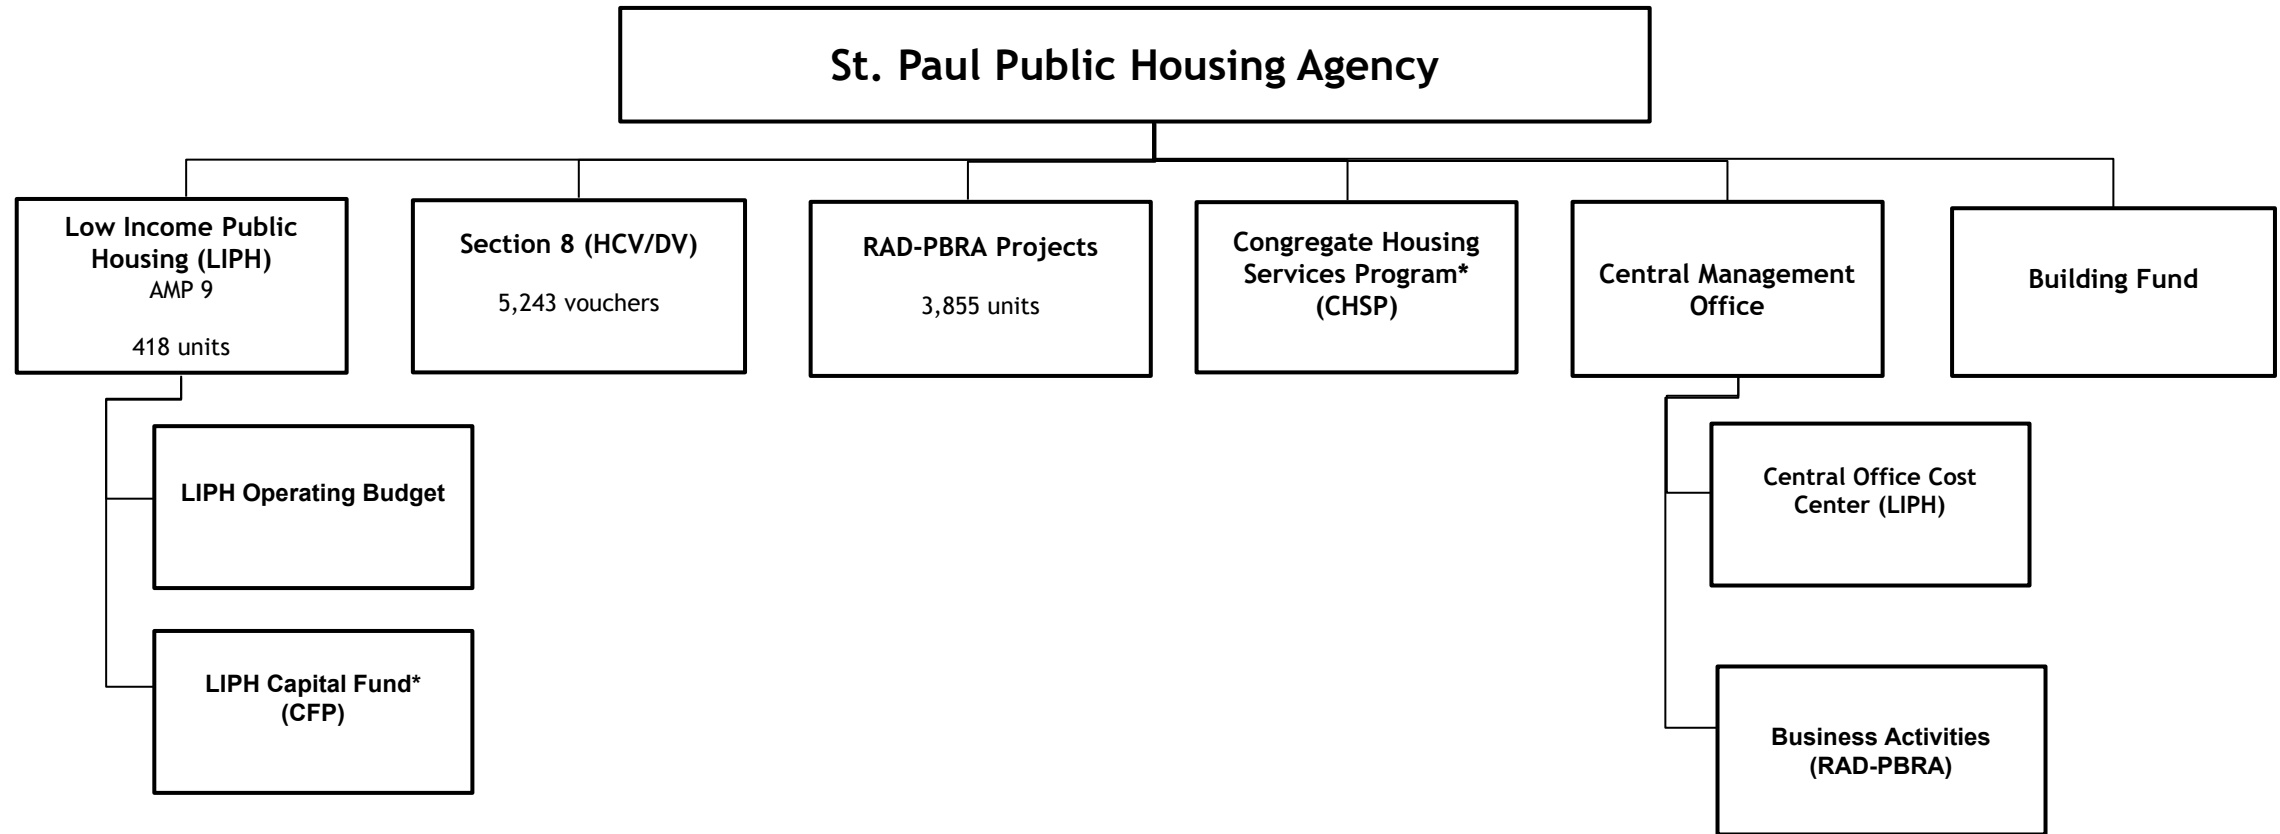 St. Paul Public Housing Agency
Low Income Public
Housing (LIPH)
AMP 9
418 units
Section 8 (HCV/DV)
5,243 vouchers
RAD-PBRA Projects
3,855 units
Congregate Housing
Services Program*
(CHSP)
Central Management
Office
Building Fund
LIPH Operating Budget
LIPH Capital Fund*
(CFP)
Central Office Cost
Center (LIPH)
Business Activities
(RAD-PBRA)